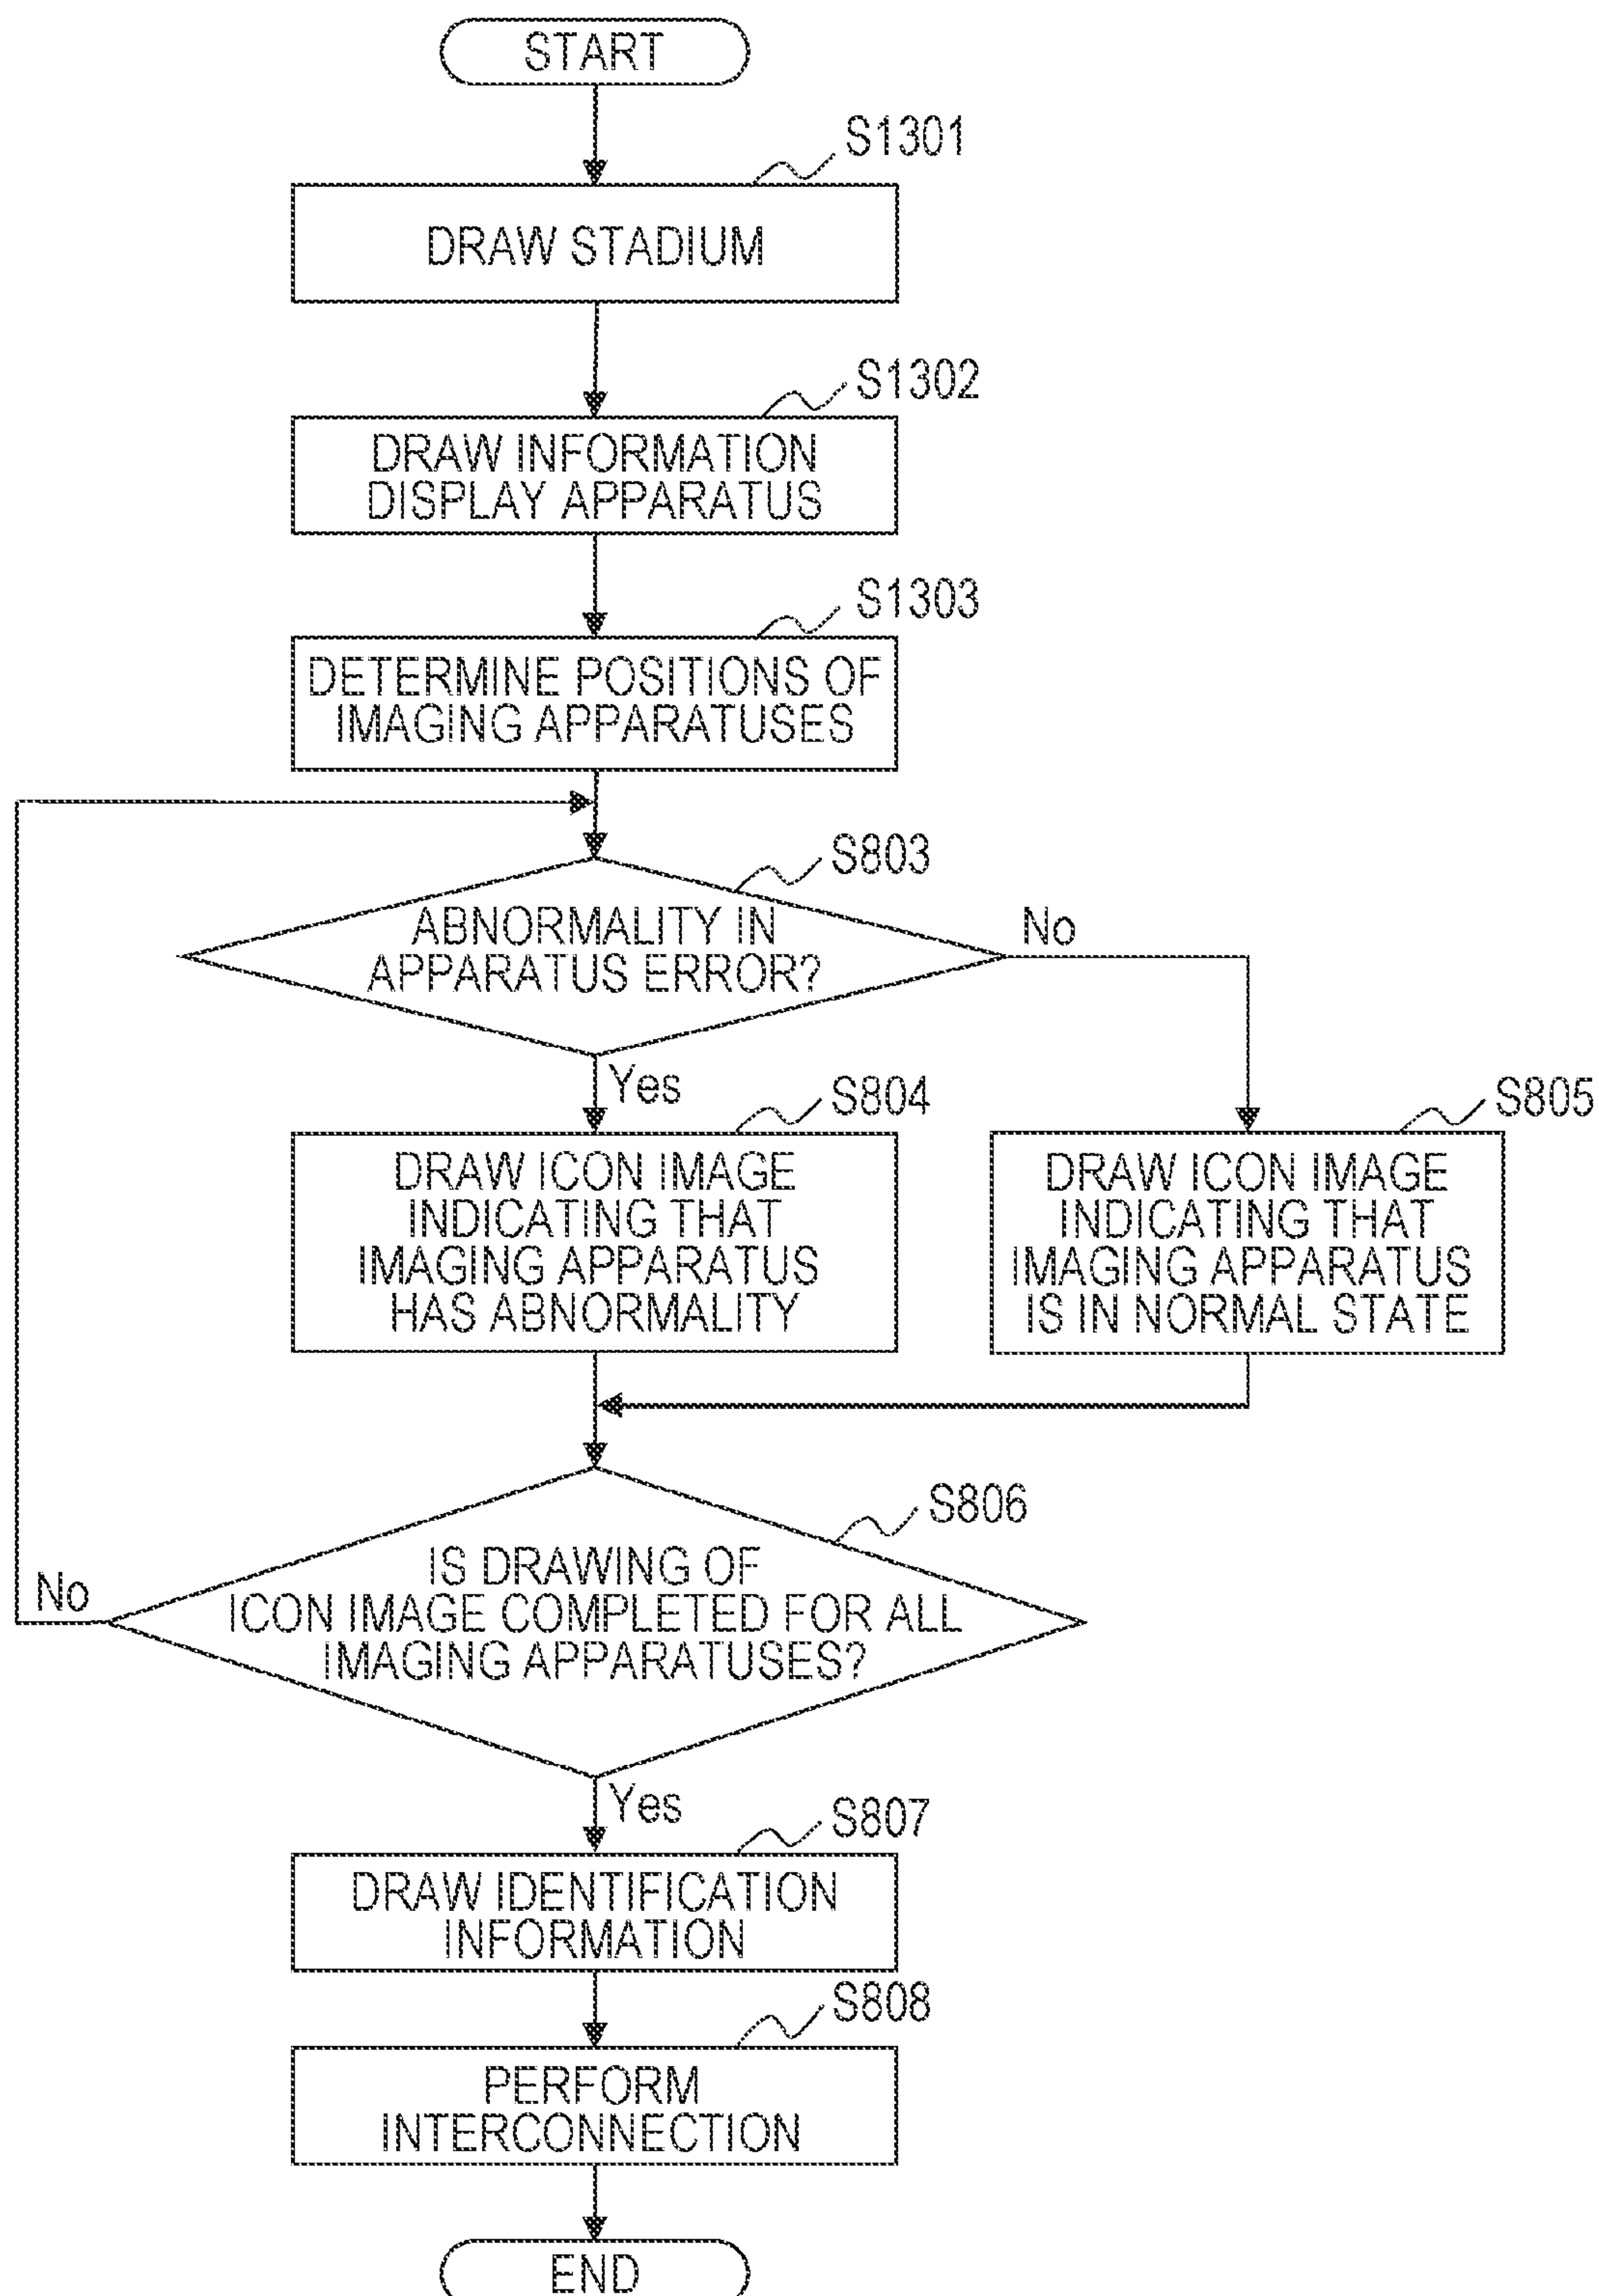 START
S1301
DRAW STADIUM
S1302
DRAW INFORMATION
DISPLAY APPARATUS
S1303
DETERMINE POSITIONS OF
IMAGING APPARATUSES
S803
ABNORMALITY IN
APPARATUS ERROR?
No
Yes
S804
DRAW ICON IMAGE
INDICATING THAT
IMAGING APPARATUS
HAS ABNORMALITY
S805
DRAW ICON IMAGE
INDICATING THAT
IMAGING APPARATUS
IS IN NORMAL STATE
S806
IS DRAWING OF
ICON IMAGE COMPLETED FOR ALL
IMAGING APPARATUSES?
No
Yes
S807
DRAW IDENTIFICATION
INFORMATION
S808
PERFORM
INTERCONNECTION
END